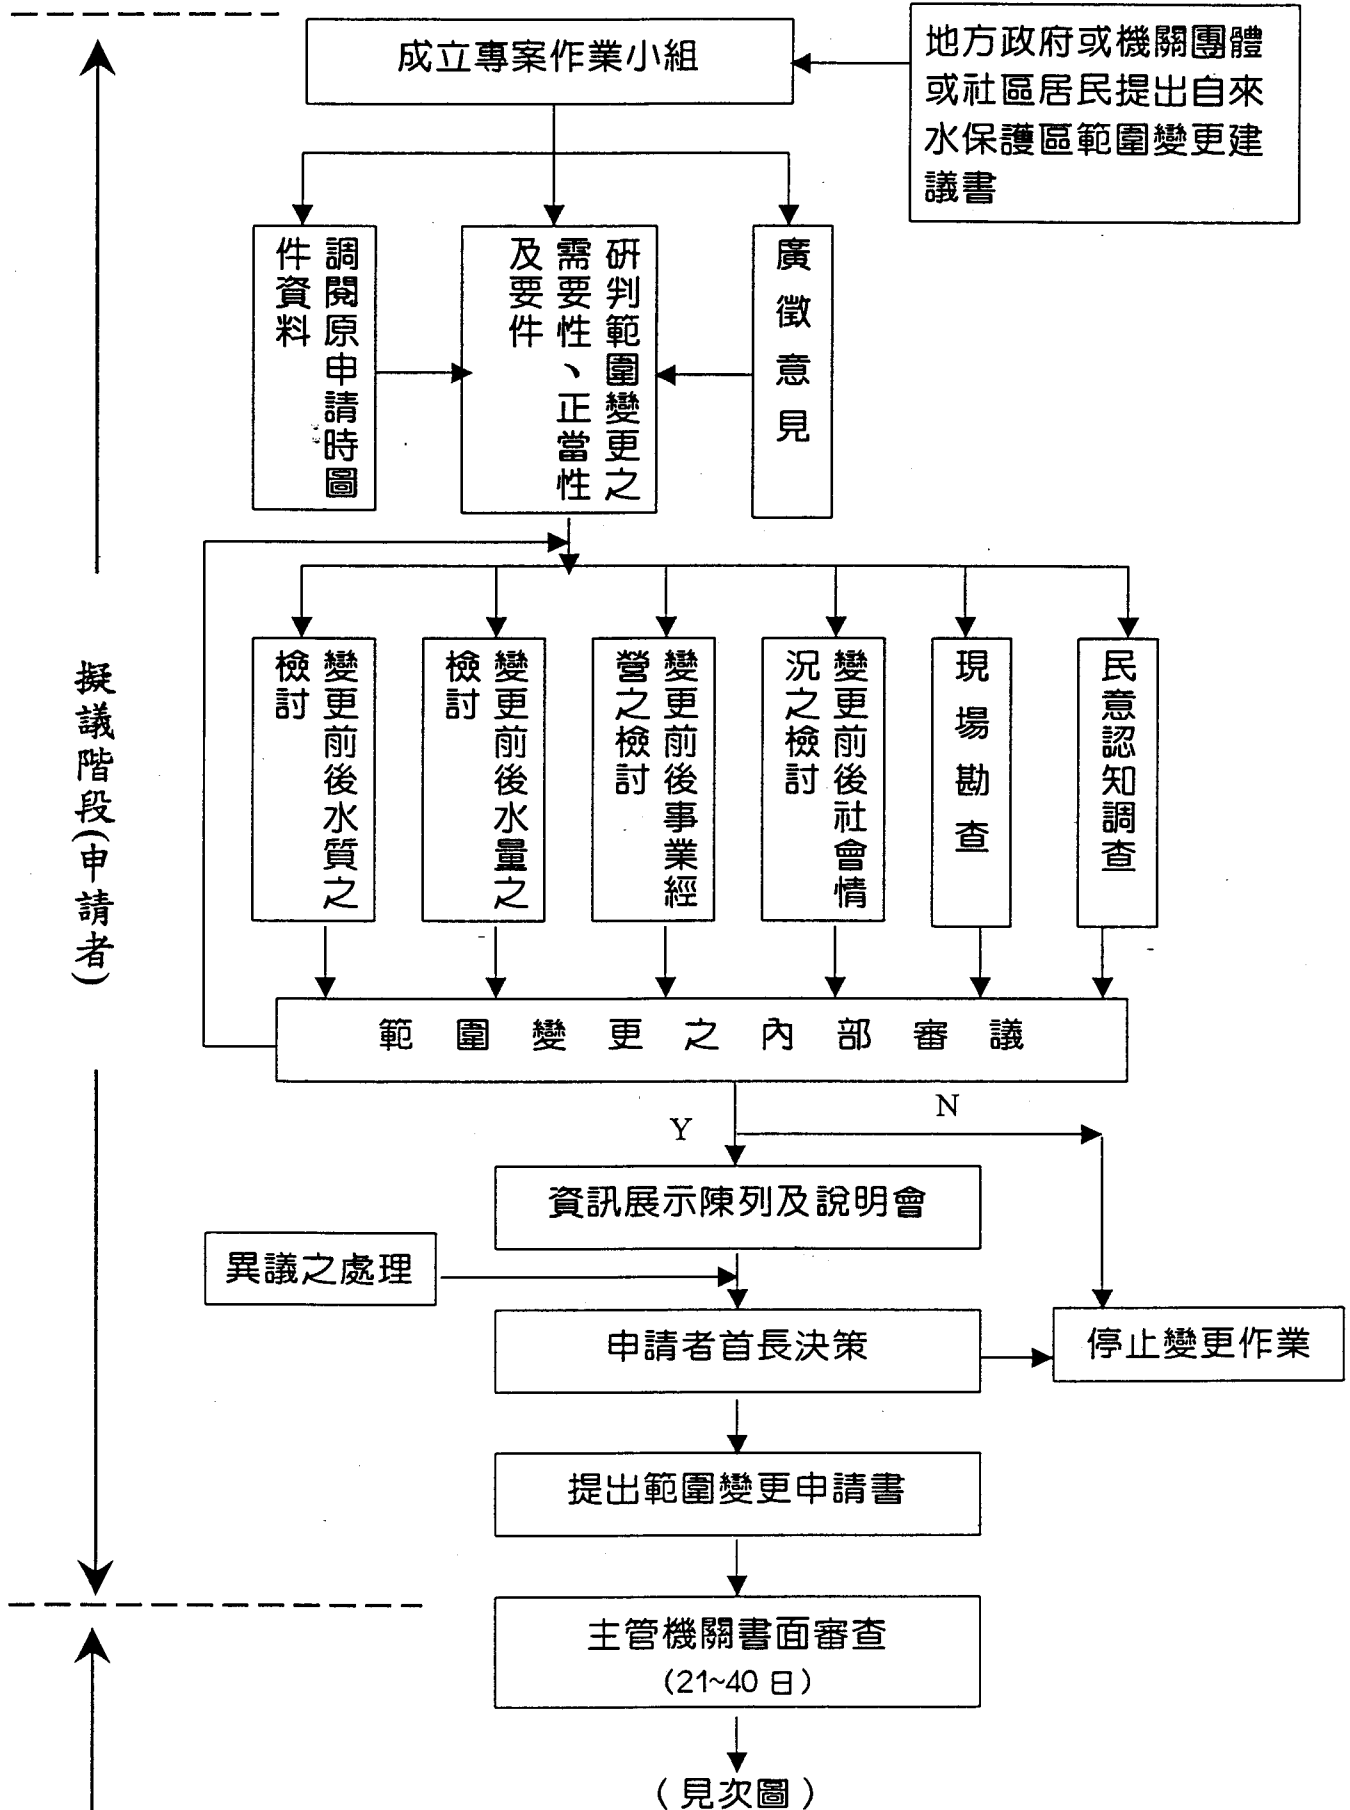 成立專案作業小組
地方政府或機關團體
或社區居民提出自來
水保護區範圍變更建
議書
調閱原申請時圖
件資料
研判範圍變更之
需要性、正當性
及要件
廣徵意見
變更前後水質之
檢討
變更前後水量之
檢討
變更前後事業經
營之檢討
變更前後社會情
況之檢討
現場勘查
民意認知調查
擬議階段(申請者)
範圍變更之內部審議
Y
N
資訊展示陳列及說明會
異議之處理
申請者首長決策
停止變更作業
提出範圍變更申請書
主管機關書面審查
(21~40 日)
(見次圖)